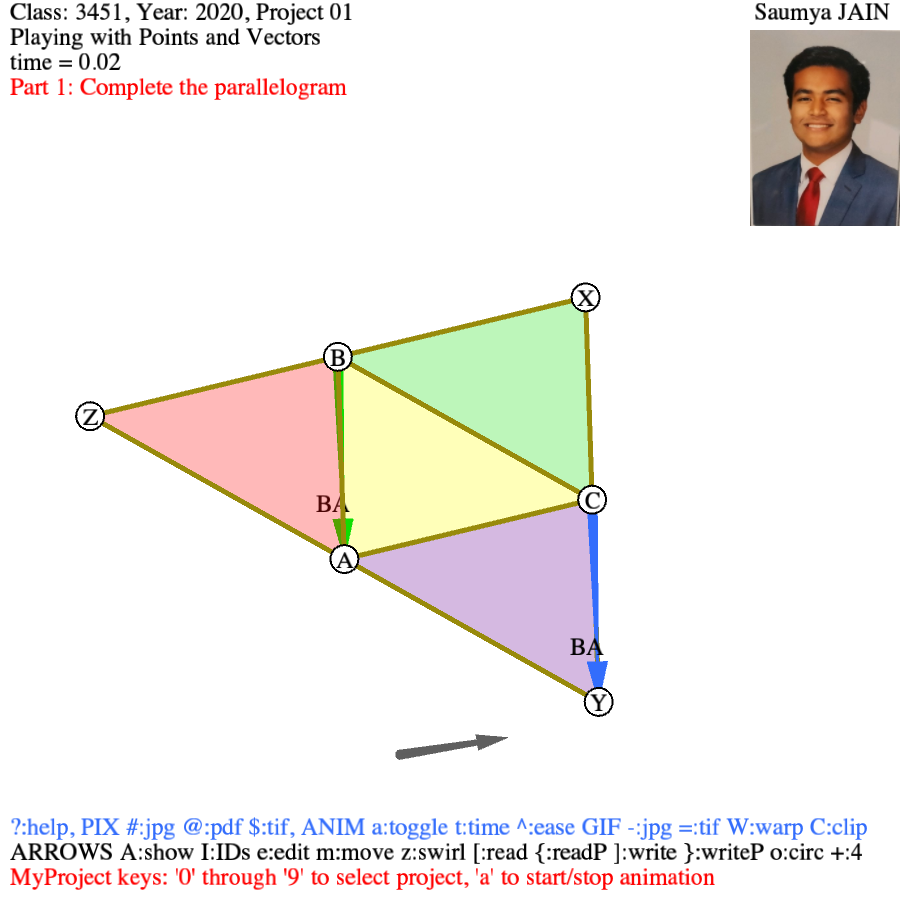 Class: 3451, Year: 2020, Project 01
Saumya JAIN
Playing with Points and Vectors
time = 0.02
Part 1: Complete the parallelogram
X
B
Z
BA
C
A
BA
Y
?:help, PIX #:jpg @:pdf $:tif, ANIM a:toggle t:time ^:ease GIF -:jpg =:tif W:warp C:clip
ARROWS A:show I:IDs e:edit m:move z:swirl [:read {:readP ]:write }:writeP o:circ +:4
MyProject keys: '0' through '9' to select project, 'a' to start/stop animation